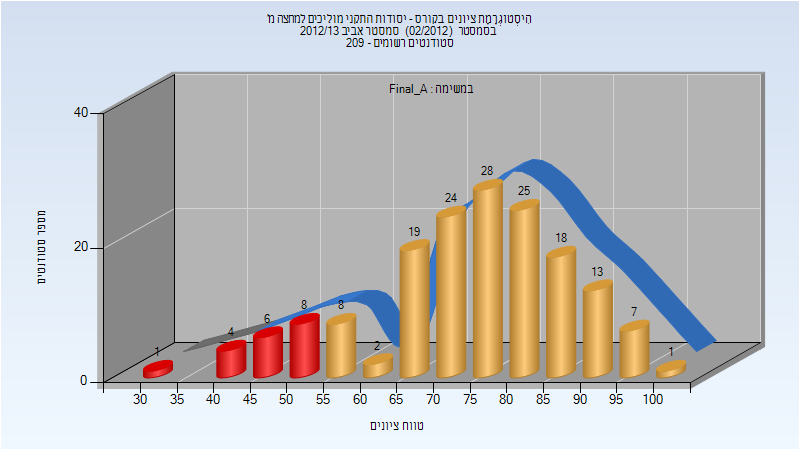 היסטוגרמת ציונים בקורס - יסודות התקני מוליכים למחצה מ'
בסמסטר (02/2012) סמסטר אביב 2012/13
סטודנטים רשומים - 209
במשימה : Final_A
מספר סטודנטים
40
20
0
1
4
6
8
8
2
19
24
28
25
18
13
7
1
30 35 40 45 50 55 60 65 70 75 80 85 90 95 100
טווח ציונים